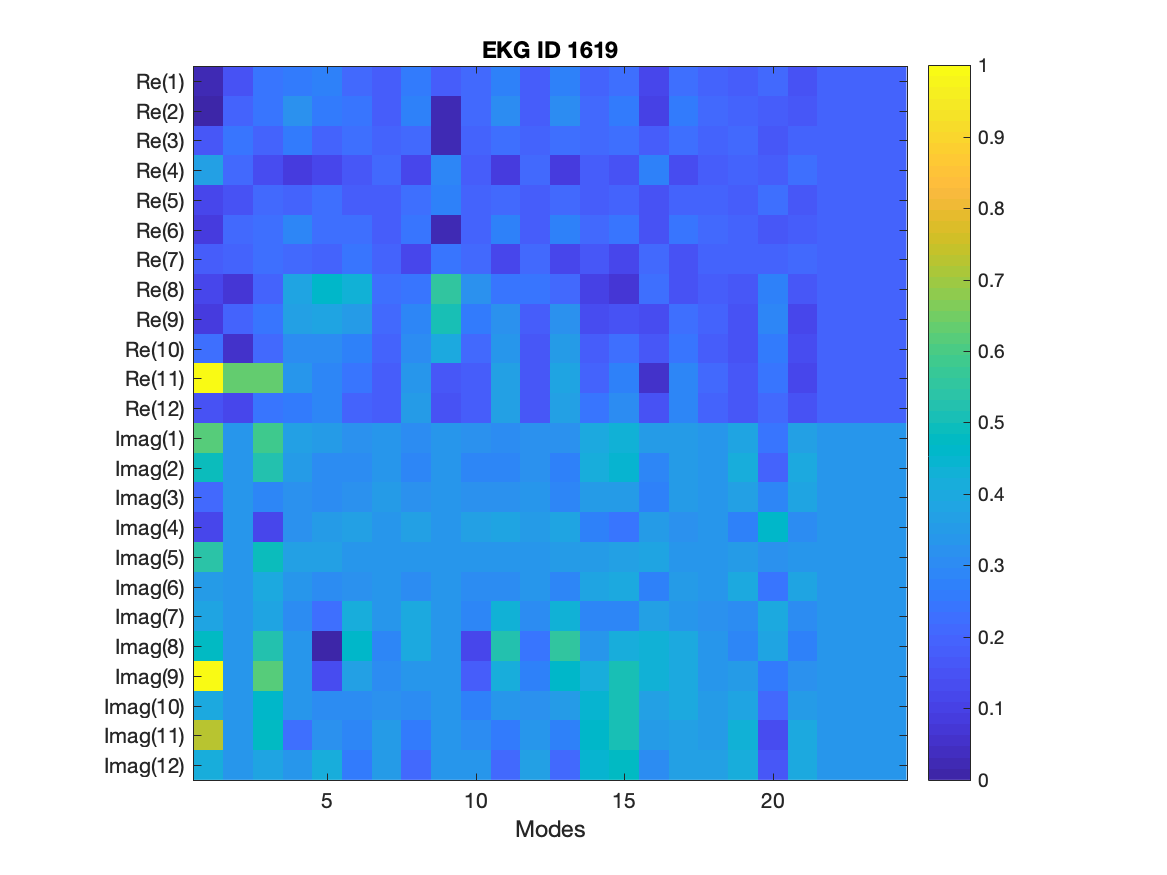 EKG ID 1619
Re(1)
Re(2)
Re(3)
Re(4)
Re(5)
Re(6)
Re(7)
Re(8)
Re(9)
Re(10)
Re(11)
Re(12)
Imag(1)
Imag(2)
Imag(3)
Imag(4)
Imag(5)
Imag(6)
Imag(7)
Imag(8)
Imag(9)
Imag(10)
Imag(11)
Imag(12)
5 10 15 20
Modes
1
0.9
0.8
0.7
0.6
0.5
0.4
0.3
0.2
0.1
0